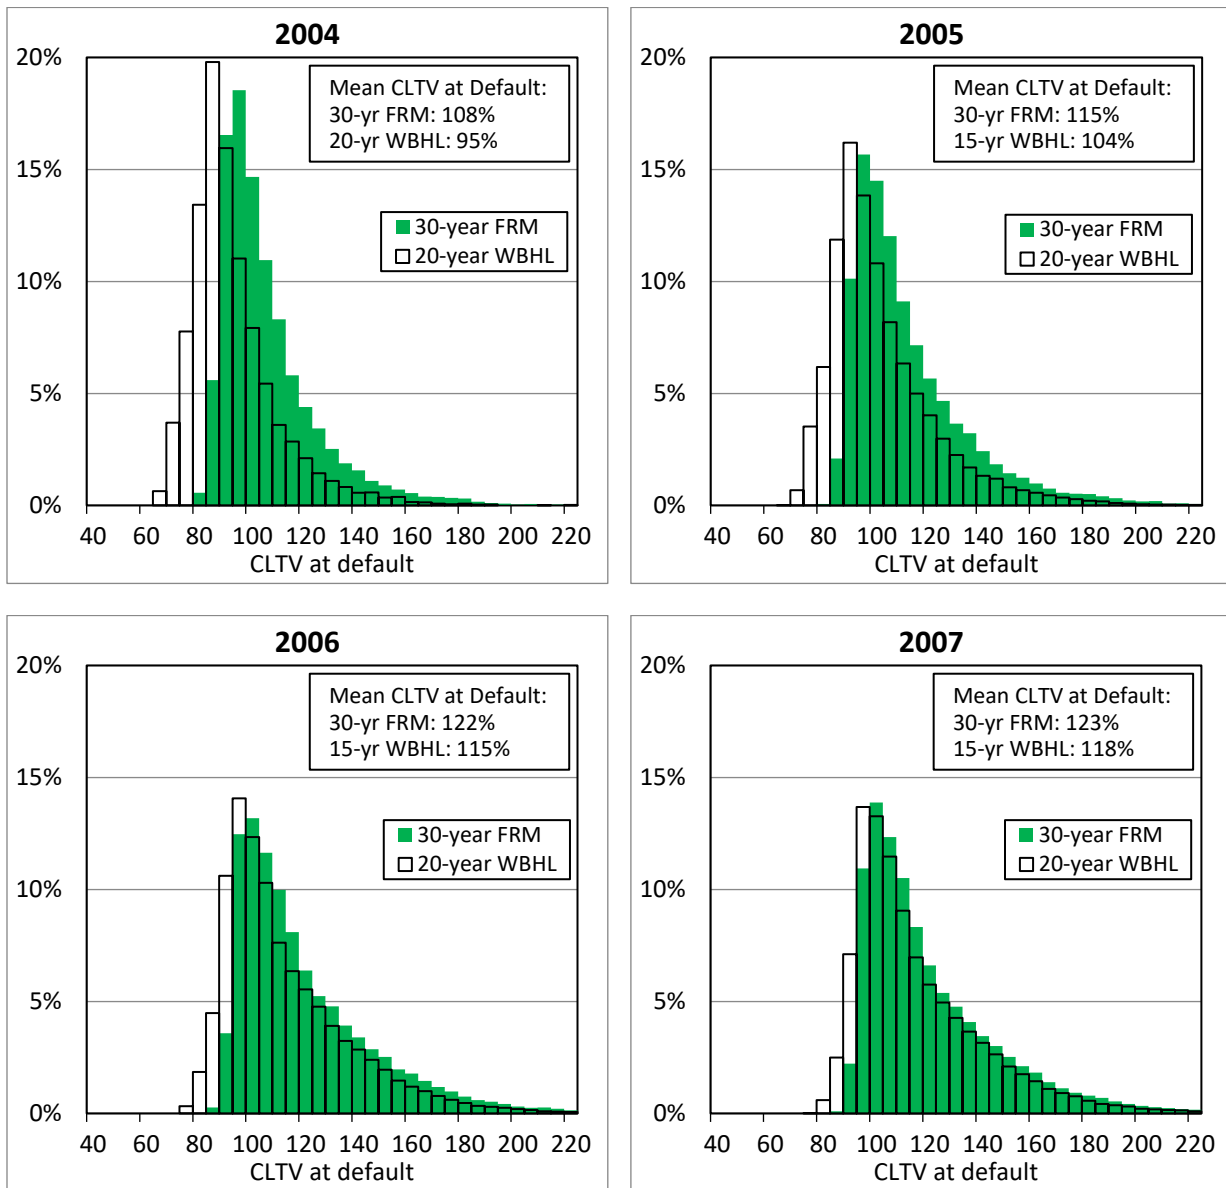 2004
20%
15%
10%
5%
0%
Mean CLTV at Default:
30-yr FRM: 108%
20-yr WBHL: 95%
30-year FRM
20-year WBHL
40 60 80 100 120 140 160 180 200 220
CLTV at default
2005
20%
15%
10%
5%
0%
Mean CLTV at Default:
30-yr FRM: 115%
15-yr WBHL: 104%
30-year FRM
20-year WBHL
40 60 80 100 120 140 160 180 200 220
CLTV at default
2006
20%
15%
10%
5%
0%
Mean CLTV at Default:
30-yr FRM: 122%
15-yr WBHL: 115%
30-year FRM
20-year WBHL
40 60 80 100 120 140 160 180 200 220
CLTV at default
2007
20%
15%
10%
5%
0%
Mean CLTV at Default:
30-yr FRM: 123%
15-yr WBHL: 118%
30-year FRM
20-year WBHL
40 60 80 100 120 140 160 180 200 220
CLTV at default